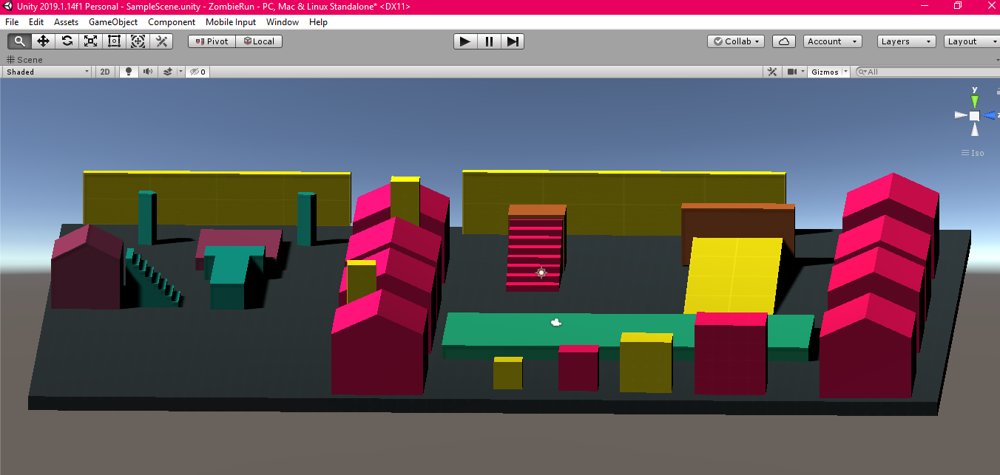 Unity 2019.1.14f1 Personal - SampleScene.unity - ZombieRun - PC, Mac & Linux Standalone* <DX11>
File Edit Assets GameObject Component Mobile Input Window Help
Pivot Local Collab Account Layers Layout
Scene
Shaded 2D 0 Gizmos All
y
z
Iso